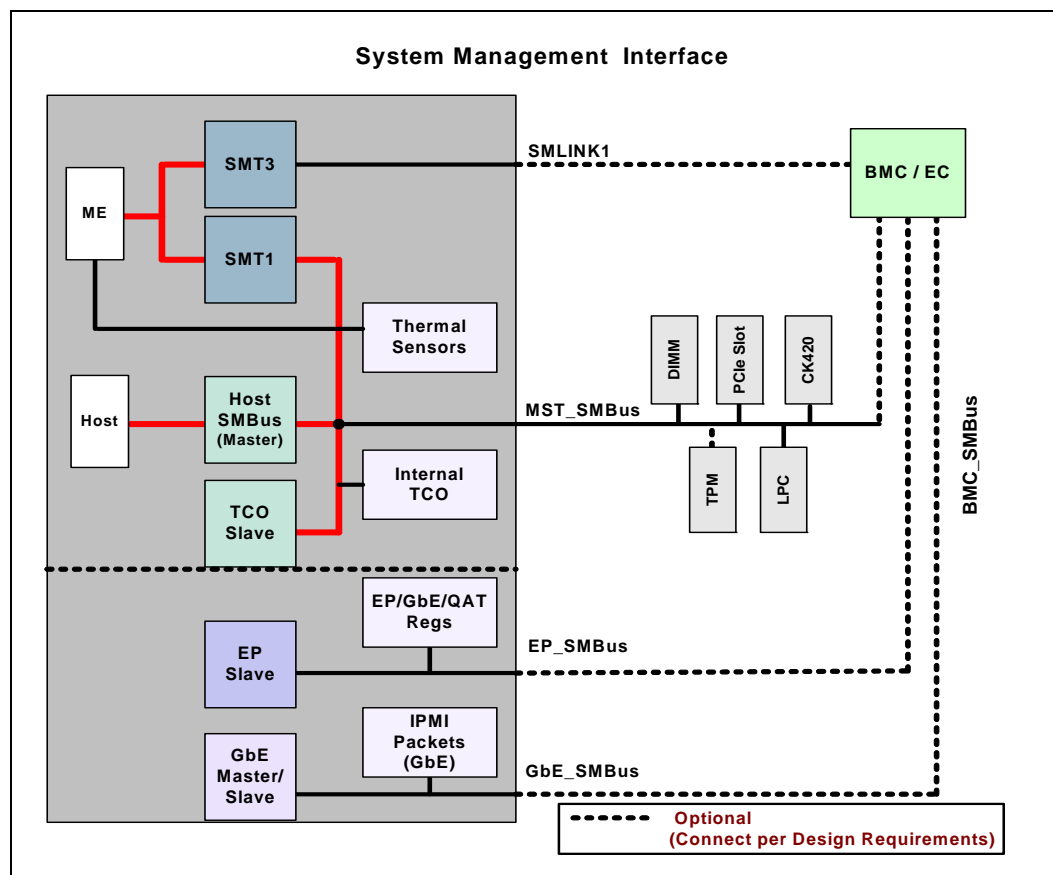 System Management Interface
SMT3
SMLINK1
BMC / EC
ME
SMT1
Thermal
Sensors
DIMM
PCIe Slot
CK420
Host
Host
SMBus
(Master)
MST_SMBus
Internal
TCO
TPM
LPC
BMC_SMBus
TCO
Slave
EP/GbE/QAT
Regs
EP
Slave
EP_SMBus
IPMI
Packets
(GbE)
GbE
Master/
Slave
GbE_SMBus
Optional
(Connect per Design Requirements)